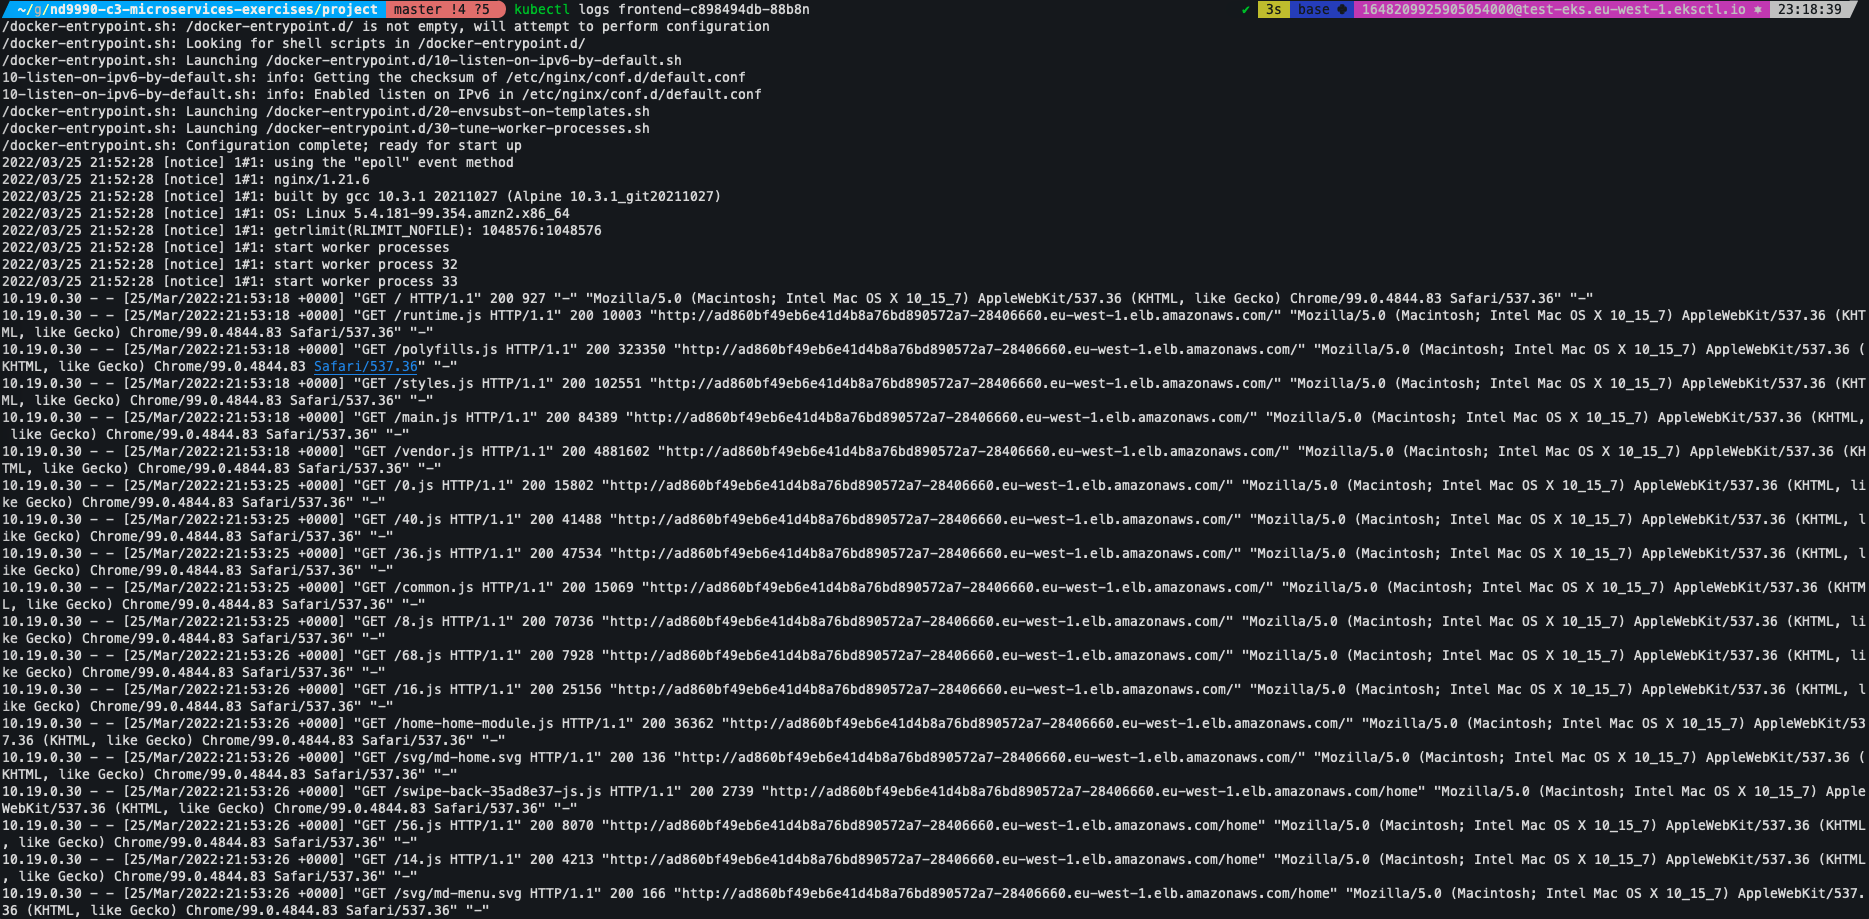 ~/g/nd9990-c3-microservices-exercises/project master !4 ?5 kubectl logs frontend-c898494db-88b8n ✔ 3s base 1648209925905054000@test-eks.eu-west-1.eksctl.io ⎈ 23:18:39
/docker-entrypoint.sh: /docker-entrypoint.d/ is not empty, will attempt to perform configuration
/docker-entrypoint.sh: Looking for shell scripts in /docker-entrypoint.d/
/docker-entrypoint.sh: Launching /docker-entrypoint.d/10-listen-on-ipv6-by-default.sh
10-listen-on-ipv6-by-default.sh: info: Getting the checksum of /etc/nginx/conf.d/default.conf
10-listen-on-ipv6-by-default.sh: info: Enabled listen on IPv6 in /etc/nginx/conf.d/default.conf
/docker-entrypoint.sh: Launching /docker-entrypoint.d/20-envsubst-on-templates.sh
/docker-entrypoint.sh: Launching /docker-entrypoint.d/30-tune-worker-processes.sh
/docker-entrypoint.sh: Configuration complete; ready for start up
2022/03/25 21:52:28 [notice] 1#1: using the "epoll" event method
2022/03/25 21:52:28 [notice] 1#1: nginx/1.21.6
2022/03/25 21:52:28 [notice] 1#1: built by gcc 10.3.1 20211027 (Alpine 10.3.1_git20211027)
2022/03/25 21:52:28 [notice] 1#1: OS: Linux 5.4.181-99.354.amzn2.x86_64
2022/03/25 21:52:28 [notice] 1#1: getrlimit(RLIMIT_NOFILE): 1048576:1048576
2022/03/25 21:52:28 [notice] 1#1: start worker processes
2022/03/25 21:52:28 [notice] 1#1: start worker process 32
2022/03/25 21:52:28 [notice] 1#1: start worker process 33
10.19.0.30 - - [25/Mar/2022:21:53:18 +0000] "GET / HTTP/1.1" 200 927 "-" "Mozilla/5.0 (Macintosh; Intel Mac OS X 10_15_7) AppleWebKit/537.36 (KHTML, like Gecko) Chrome/99.0.4844.83 Safari/537.36" "-"
10.19.0.30 - - [25/Mar/2022:21:53:18 +0000] "GET /runtime.js HTTP/1.1" 200 10003 "http://ad860bf49eb6e41d4b8a76bd890572a7-28406660.eu-west-1.elb.amazonaws.com/" "Mozilla/5.0 (Macintosh; Intel Mac OS X 10_15_7) AppleWebKit/537.36 (KHT
ML, like Gecko) Chrome/99.0.4844.83 Safari/537.36" "-"
10.19.0.30 - - [25/Mar/2022:21:53:18 +0000] "GET /polyfills.js HTTP/1.1" 200 323350 "http://ad860bf49eb6e41d4b8a76bd890572a7-28406660.eu-west-1.elb.amazonaws.com/" "Mozilla/5.0 (Macintosh; Intel Mac OS X 10_15_7) AppleWebKit/537.36 (
KHTML, like Gecko) Chrome/99.0.4844.83 Safari/537.36" "-"
10.19.0.30 - - [25/Mar/2022:21:53:18 +0000] "GET /styles.js HTTP/1.1" 200 102551 "http://ad860bf49eb6e41d4b8a76bd890572a7-28406660.eu-west-1.elb.amazonaws.com/" "Mozilla/5.0 (Macintosh; Intel Mac OS X 10_15_7) AppleWebKit/537.36 (KHT
ML, like Gecko) Chrome/99.0.4844.83 Safari/537.36" "-"
10.19.0.30 - - [25/Mar/2022:21:53:18 +0000] "GET /main.js HTTP/1.1" 200 84389 "http://ad860bf49eb6e41d4b8a76bd890572a7-28406660.eu-west-1.elb.amazonaws.com/" "Mozilla/5.0 (Macintosh; Intel Mac OS X 10_15_7) AppleWebKit/537.36 (KHTML,
 like Gecko) Chrome/99.0.4844.83 Safari/537.36" "-"
10.19.0.30 - - [25/Mar/2022:21:53:18 +0000] "GET /vendor.js HTTP/1.1" 200 4881602 "http://ad860bf49eb6e41d4b8a76bd890572a7-28406660.eu-west-1.elb.amazonaws.com/" "Mozilla/5.0 (Macintosh; Intel Mac OS X 10_15_7) AppleWebKit/537.36 (KH
TML, like Gecko) Chrome/99.0.4844.83 Safari/537.36" "-"
10.19.0.30 - - [25/Mar/2022:21:53:25 +0000] "GET /0.js HTTP/1.1" 200 15802 "http://ad860bf49eb6e41d4b8a76bd890572a7-28406660.eu-west-1.elb.amazonaws.com/" "Mozilla/5.0 (Macintosh; Intel Mac OS X 10_15_7) AppleWebKit/537.36 (KHTML, li
ke Gecko) Chrome/99.0.4844.83 Safari/537.36" "-"
10.19.0.30 - - [25/Mar/2022:21:53:25 +0000] "GET /40.js HTTP/1.1" 200 41488 "http://ad860bf49eb6e41d4b8a76bd890572a7-28406660.eu-west-1.elb.amazonaws.com/" "Mozilla/5.0 (Macintosh; Intel Mac OS X 10_15_7) AppleWebKit/537.36 (KHTML, l
ike Gecko) Chrome/99.0.4844.83 Safari/537.36" "-"
10.19.0.30 - - [25/Mar/2022:21:53:25 +0000] "GET /36.js HTTP/1.1" 200 47534 "http://ad860bf49eb6e41d4b8a76bd890572a7-28406660.eu-west-1.elb.amazonaws.com/" "Mozilla/5.0 (Macintosh; Intel Mac OS X 10_15_7) AppleWebKit/537.36 (KHTML, l
ike Gecko) Chrome/99.0.4844.83 Safari/537.36" "-"
10.19.0.30 - - [25/Mar/2022:21:53:25 +0000] "GET /common.js HTTP/1.1" 200 15069 "http://ad860bf49eb6e41d4b8a76bd890572a7-28406660.eu-west-1.elb.amazonaws.com/" "Mozilla/5.0 (Macintosh; Intel Mac OS X 10_15_7) AppleWebKit/537.36 (KHTM
L, like Gecko) Chrome/99.0.4844.83 Safari/537.36" "-"
10.19.0.30 - - [25/Mar/2022:21:53:25 +0000] "GET /8.js HTTP/1.1" 200 70736 "http://ad860bf49eb6e41d4b8a76bd890572a7-28406660.eu-west-1.elb.amazonaws.com/" "Mozilla/5.0 (Macintosh; Intel Mac OS X 10_15_7) AppleWebKit/537.36 (KHTML, li
ke Gecko) Chrome/99.0.4844.83 Safari/537.36" "-"
10.19.0.30 - - [25/Mar/2022:21:53:26 +0000] "GET /68.js HTTP/1.1" 200 7928 "http://ad860bf49eb6e41d4b8a76bd890572a7-28406660.eu-west-1.elb.amazonaws.com/" "Mozilla/5.0 (Macintosh; Intel Mac OS X 10_15_7) AppleWebKit/537.36 (KHTML, li
ke Gecko) Chrome/99.0.4844.83 Safari/537.36" "-"
10.19.0.30 - - [25/Mar/2022:21:53:26 +0000] "GET /16.js HTTP/1.1" 200 25156 "http://ad860bf49eb6e41d4b8a76bd890572a7-28406660.eu-west-1.elb.amazonaws.com/" "Mozilla/5.0 (Macintosh; Intel Mac OS X 10_15_7) AppleWebKit/537.36 (KHTML, l
ike Gecko) Chrome/99.0.4844.83 Safari/537.36" "-"
10.19.0.30 - - [25/Mar/2022:21:53:26 +0000] "GET /home-home-module.js HTTP/1.1" 200 36362 "http://ad860bf49eb6e41d4b8a76bd890572a7-28406660.eu-west-1.elb.amazonaws.com/" "Mozilla/5.0 (Macintosh; Intel Mac OS X 10_15_7) AppleWebKit/53
7.36 (KHTML, like Gecko) Chrome/99.0.4844.83 Safari/537.36" "-"
10.19.0.30 - - [25/Mar/2022:21:53:26 +0000] "GET /svg/md-home.svg HTTP/1.1" 200 136 "http://ad860bf49eb6e41d4b8a76bd890572a7-28406660.eu-west-1.elb.amazonaws.com/" "Mozilla/5.0 (Macintosh; Intel Mac OS X 10_15_7) AppleWebKit/537.36 (
KHTML, like Gecko) Chrome/99.0.4844.83 Safari/537.36" "-"
10.19.0.30 - - [25/Mar/2022:21:53:26 +0000] "GET /swipe-back-35ad8e37-js.js HTTP/1.1" 200 2739 "http://ad860bf49eb6e41d4b8a76bd890572a7-28406660.eu-west-1.elb.amazonaws.com/home" "Mozilla/5.0 (Macintosh; Intel Mac OS X 10_15_7) Apple
WebKit/537.36 (KHTML, like Gecko) Chrome/99.0.4844.83 Safari/537.36" "-"
10.19.0.30 - - [25/Mar/2022:21:53:26 +0000] "GET /56.js HTTP/1.1" 200 8070 "http://ad860bf49eb6e41d4b8a76bd890572a7-28406660.eu-west-1.elb.amazonaws.com/home" "Mozilla/5.0 (Macintosh; Intel Mac OS X 10_15_7) AppleWebKit/537.36 (KHTML
, like Gecko) Chrome/99.0.4844.83 Safari/537.36" "-"
10.19.0.30 - - [25/Mar/2022:21:53:26 +0000] "GET /14.js HTTP/1.1" 200 4213 "http://ad860bf49eb6e41d4b8a76bd890572a7-28406660.eu-west-1.elb.amazonaws.com/home" "Mozilla/5.0 (Macintosh; Intel Mac OS X 10_15_7) AppleWebKit/537.36 (KHTML
, like Gecko) Chrome/99.0.4844.83 Safari/537.36" "-"
10.19.0.30 - - [25/Mar/2022:21:53:26 +0000] "GET /svg/md-menu.svg HTTP/1.1" 200 166 "http://ad860bf49eb6e41d4b8a76bd890572a7-28406660.eu-west-1.elb.amazonaws.com/home" "Mozilla/5.0 (Macintosh; Intel Mac OS X 10_15_7) AppleWebKit/537.
36 (KHTML, like Gecko) Chrome/99.0.4844.83 Safari/537.36" "-"